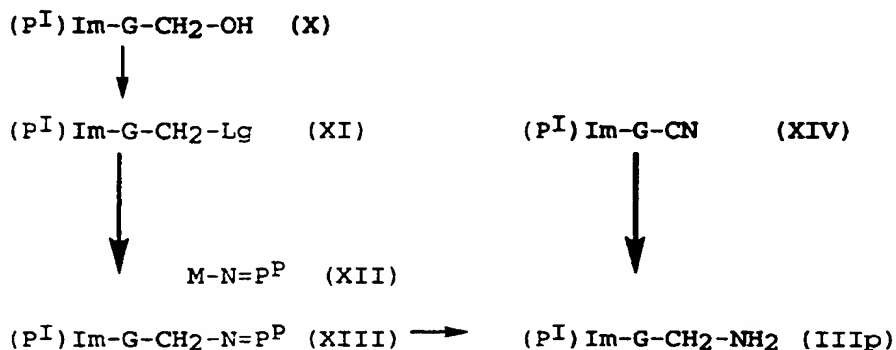 (P^I)Im-G-CH2-OH (X)
(P^I)Im-G-CH2-Lg (XI) (P^I)Im-G-CN (XIV)
M-N=P^P (XII)
(P^I)Im-G-CH2-N=P^P (XIII) (P^I)Im-G-CH2-NH2 (IIIp)